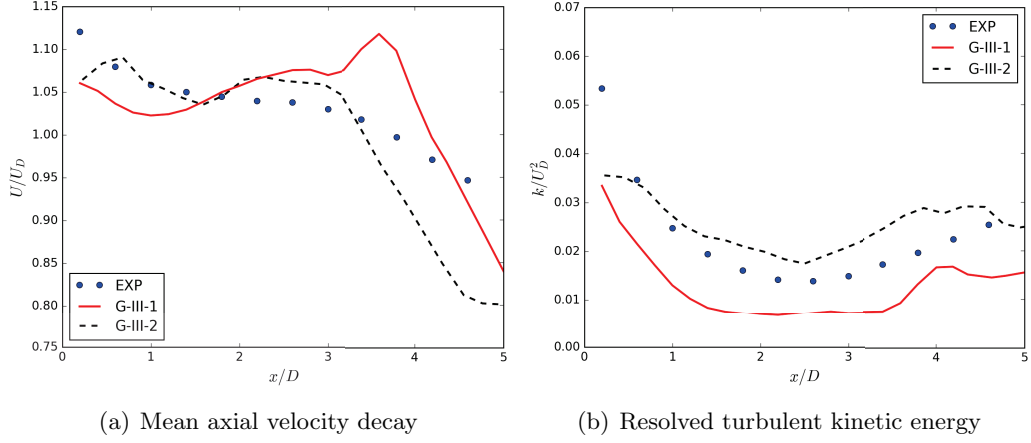 1.15
1.10
1.05
1.00
0.95
0.90
0.85
0.80
0.75
U/U_D
EXP
G-III-1
G-III-2
0 1 2 3 4 5
x/D
(a) Mean axial velocity decay
0.07
0.06
0.05
0.04
0.03
0.02
0.01
0.00
k/U_D^2
EXP
G-III-1
G-III-2
0 1 2 3 4 5
x/D
(b) Resolved turbulent kinetic energy